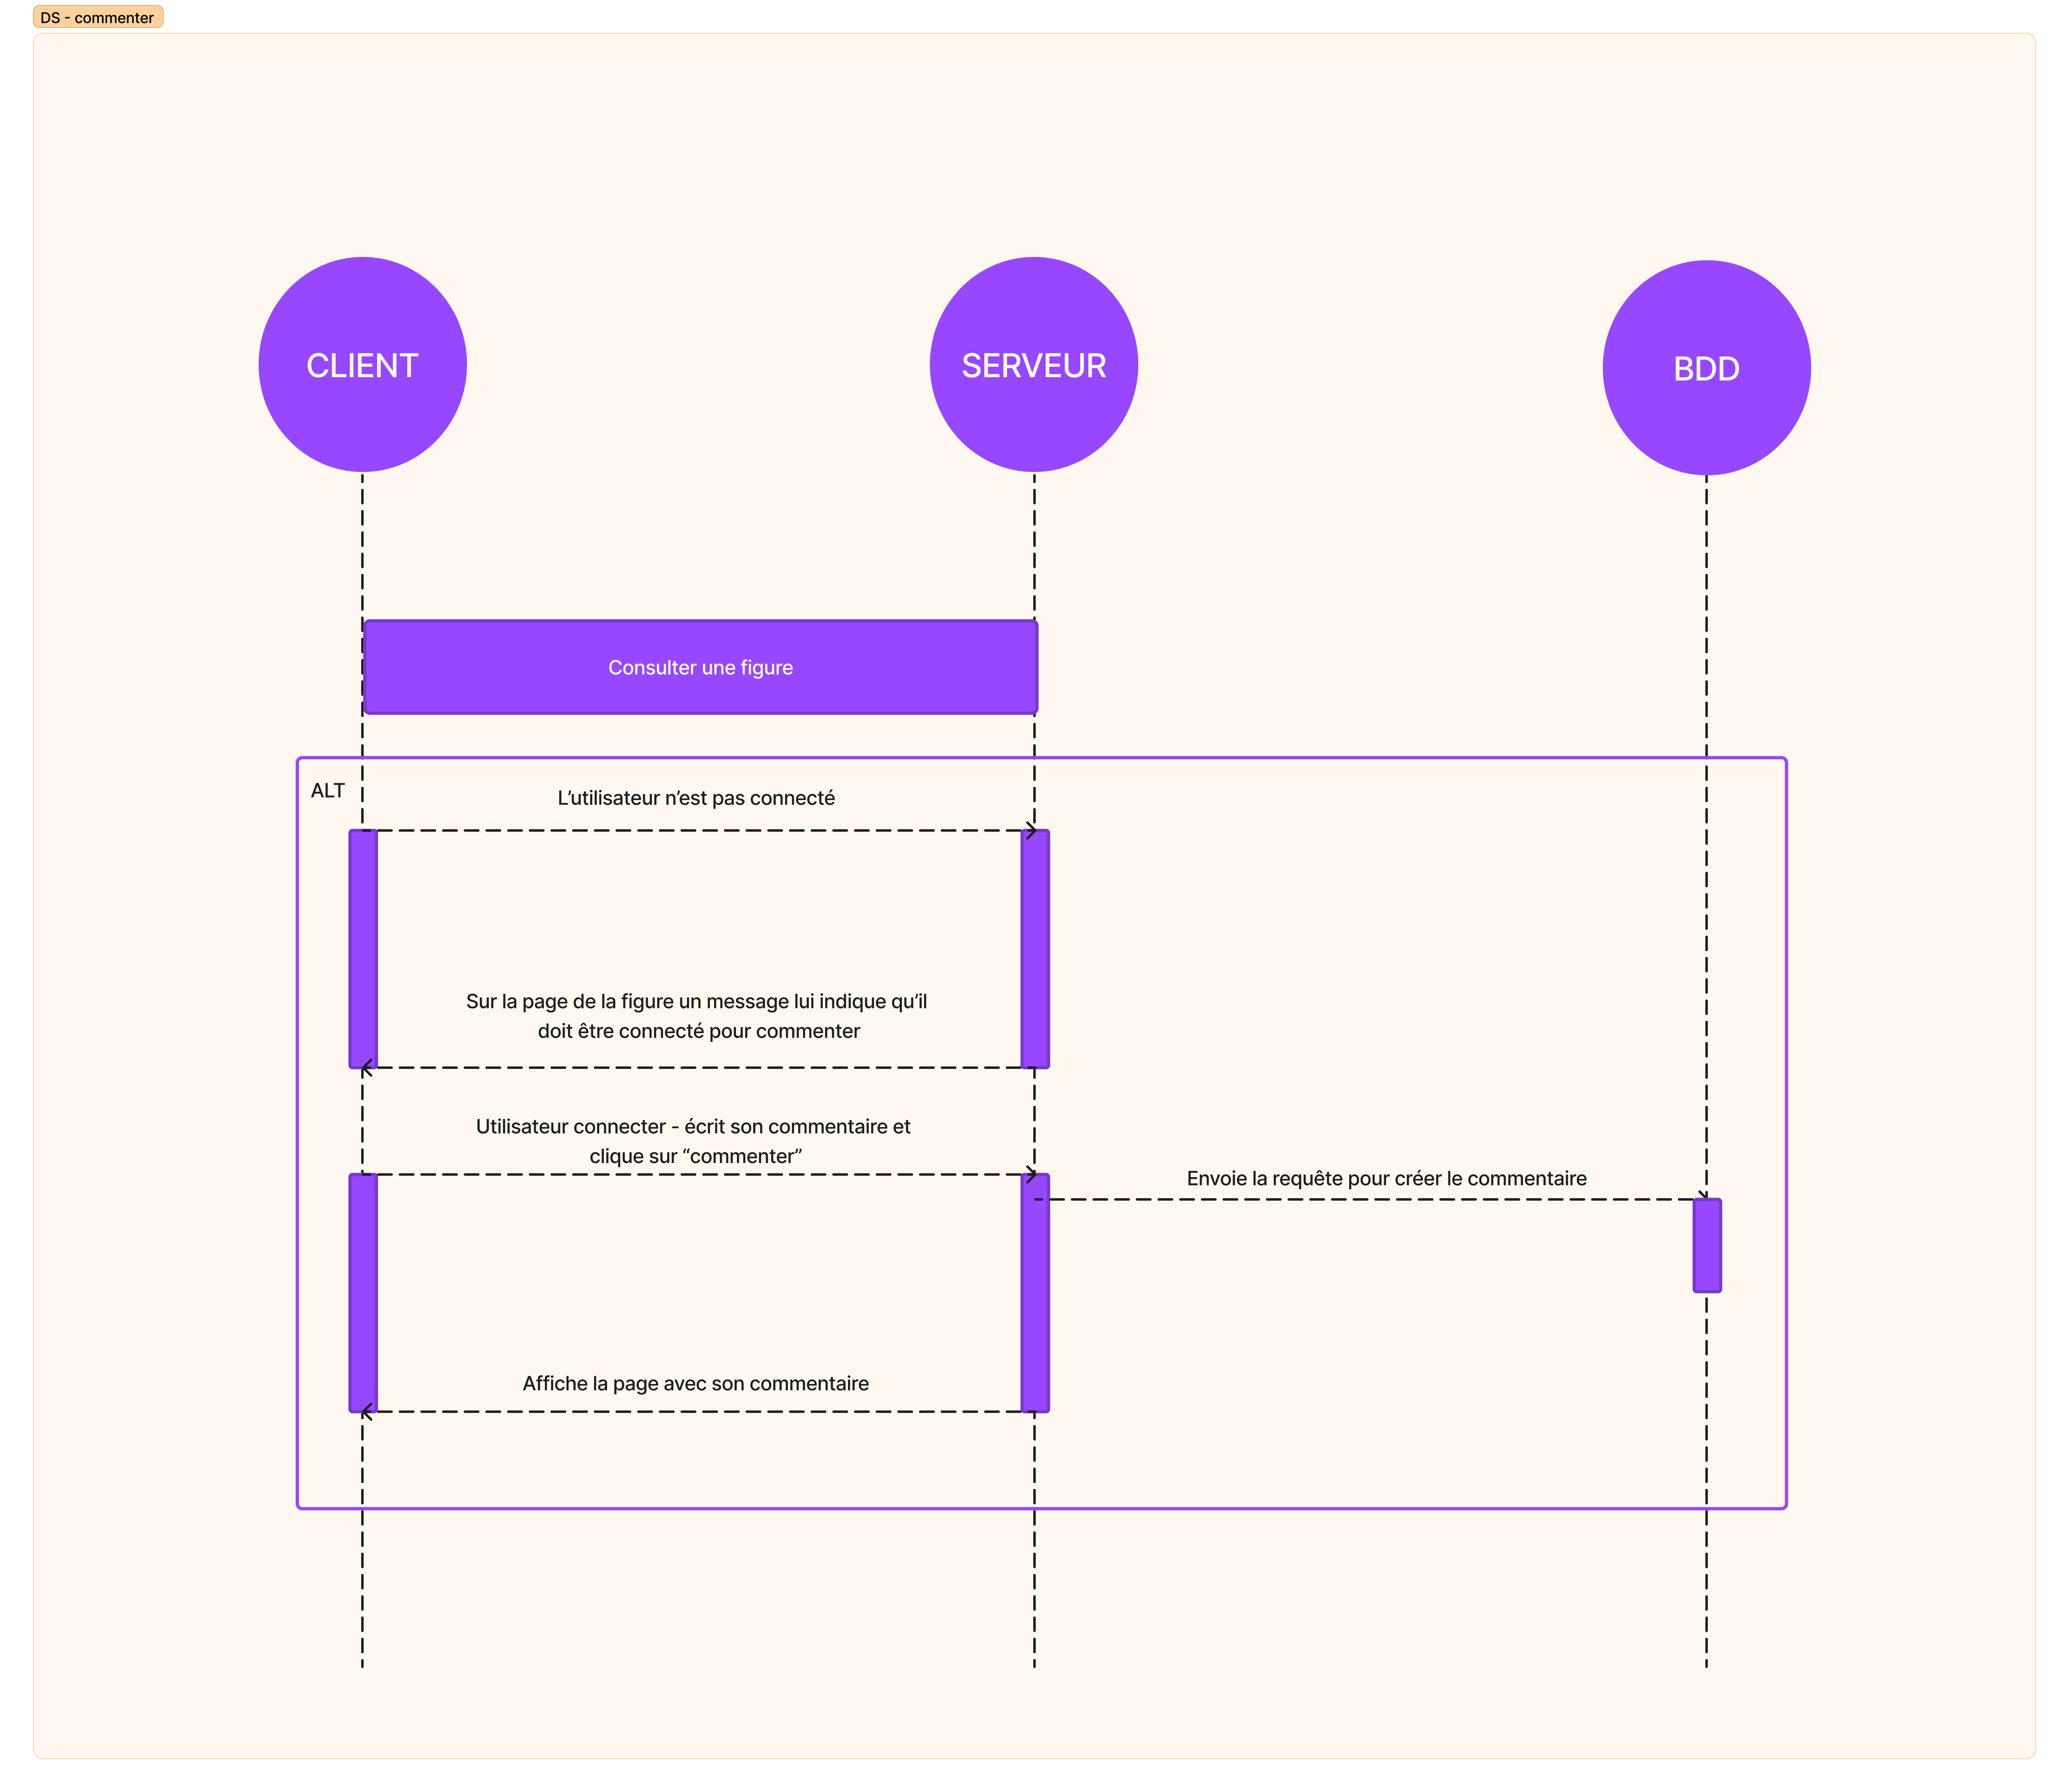 DS - commenter
CLIENT
SERVEUR
BDD
Consulter une figure
ALT
L’utilisateur n’est pas connecté
Sur la page de la figure un message lui indique qu’il
doit être connecté pour commenter
Utilisateur connecter - écrit son commentaire et
clique sur “commenter”
Envoie la requête pour créer le commentaire
Affiche la page avec son commentaire